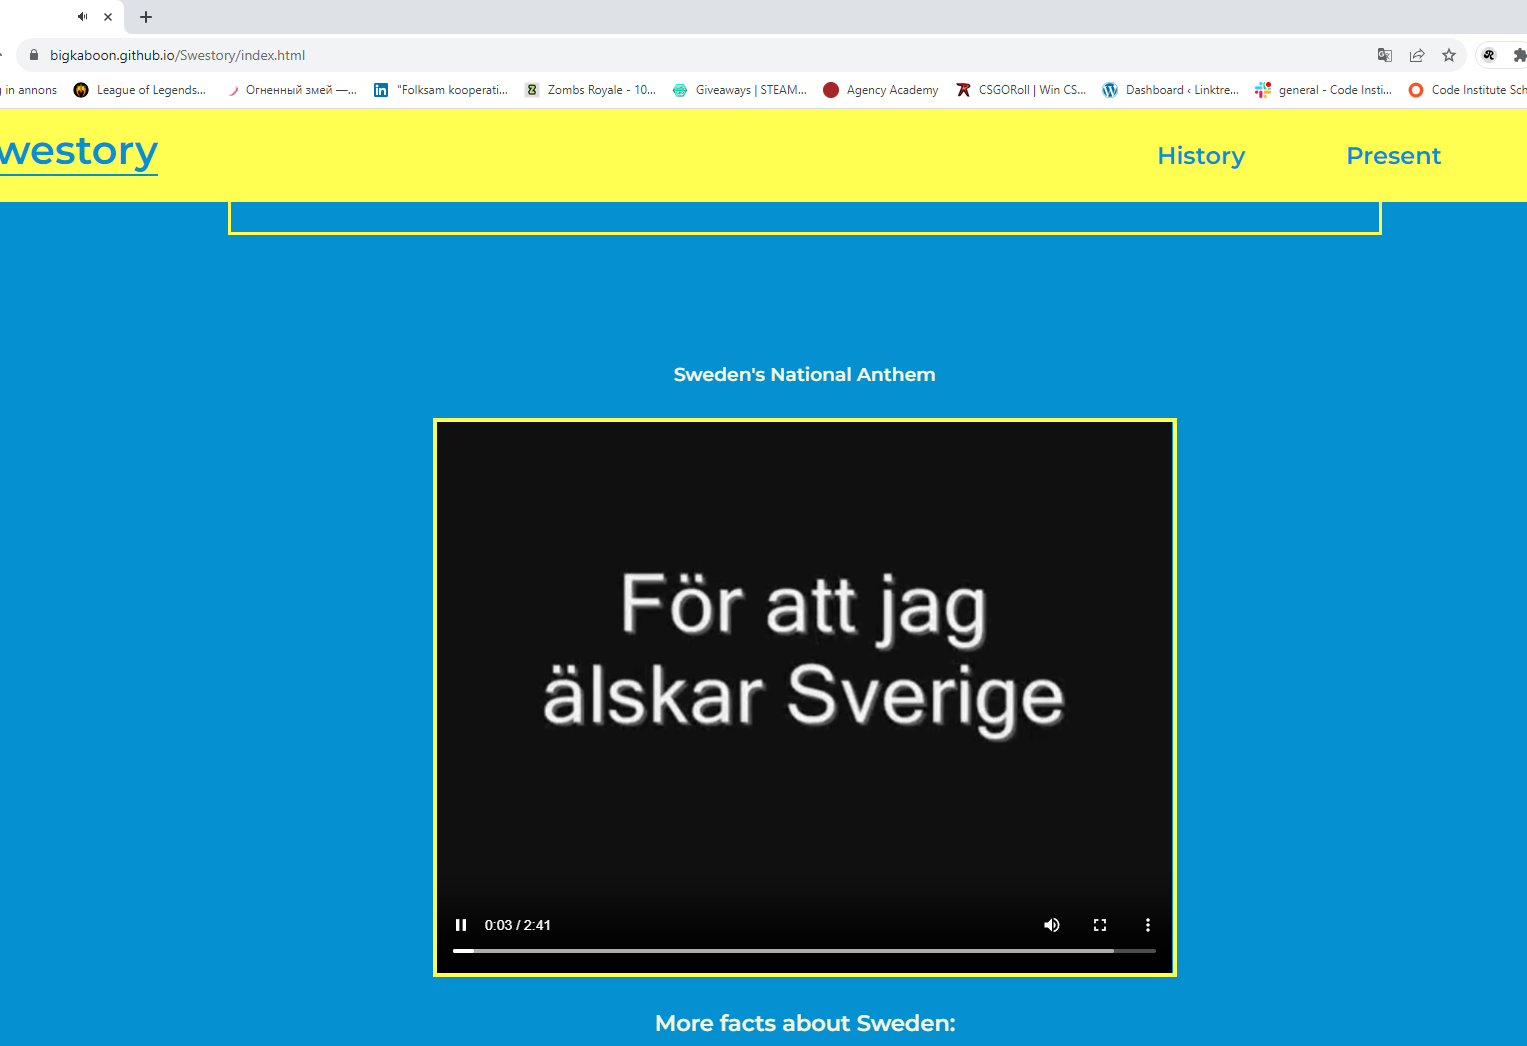 bigkaboon.github.io/Swestory/index.html
in annons
League of Legends...
Огненный змей —...
"Folksam kooperati...
Zombs Royale - 10...
Giveaways | STEAM...
Agency Academy
CSGORoll | Win CS...
Dashboard ‹ Linktre...
general - Code Insti...
Code Institute Sch
westory
History
Present
Sweden's National Anthem
För att jag
älskar Sverige
0:03 / 2:41
More facts about Sweden: